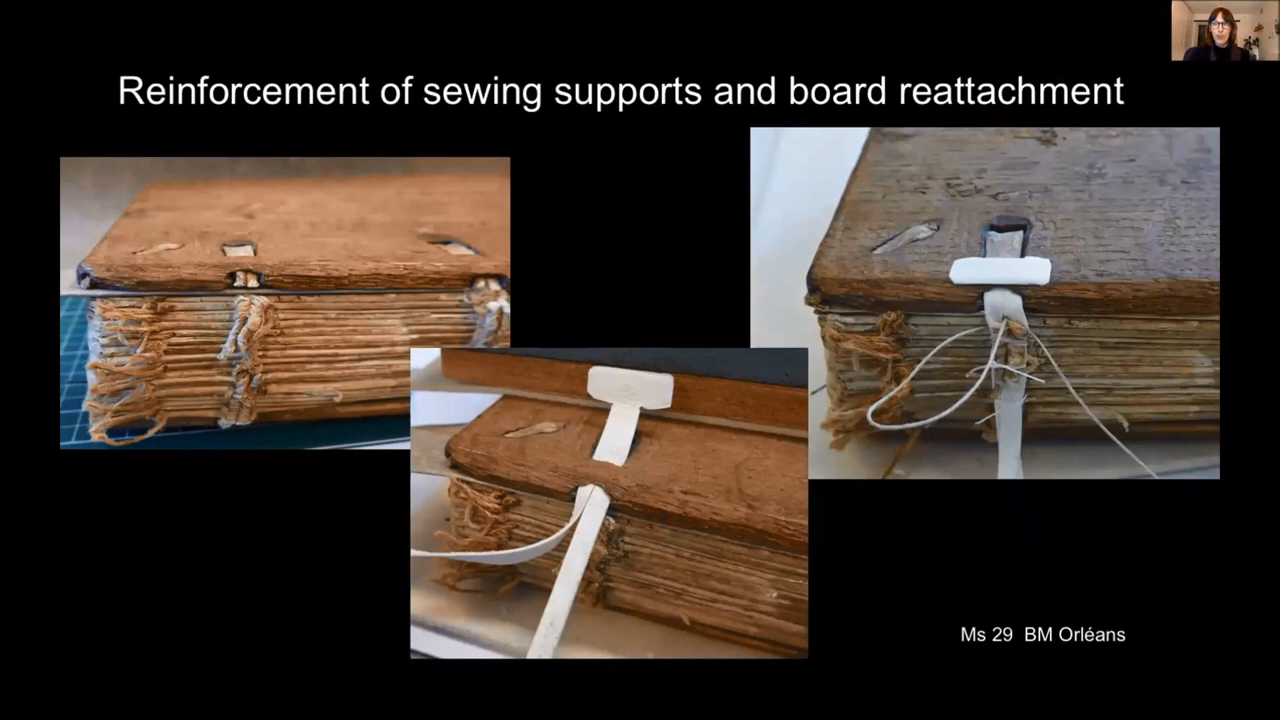 Reinforcement of sewing supports and board reattachment
Ms 29 BM Orléans